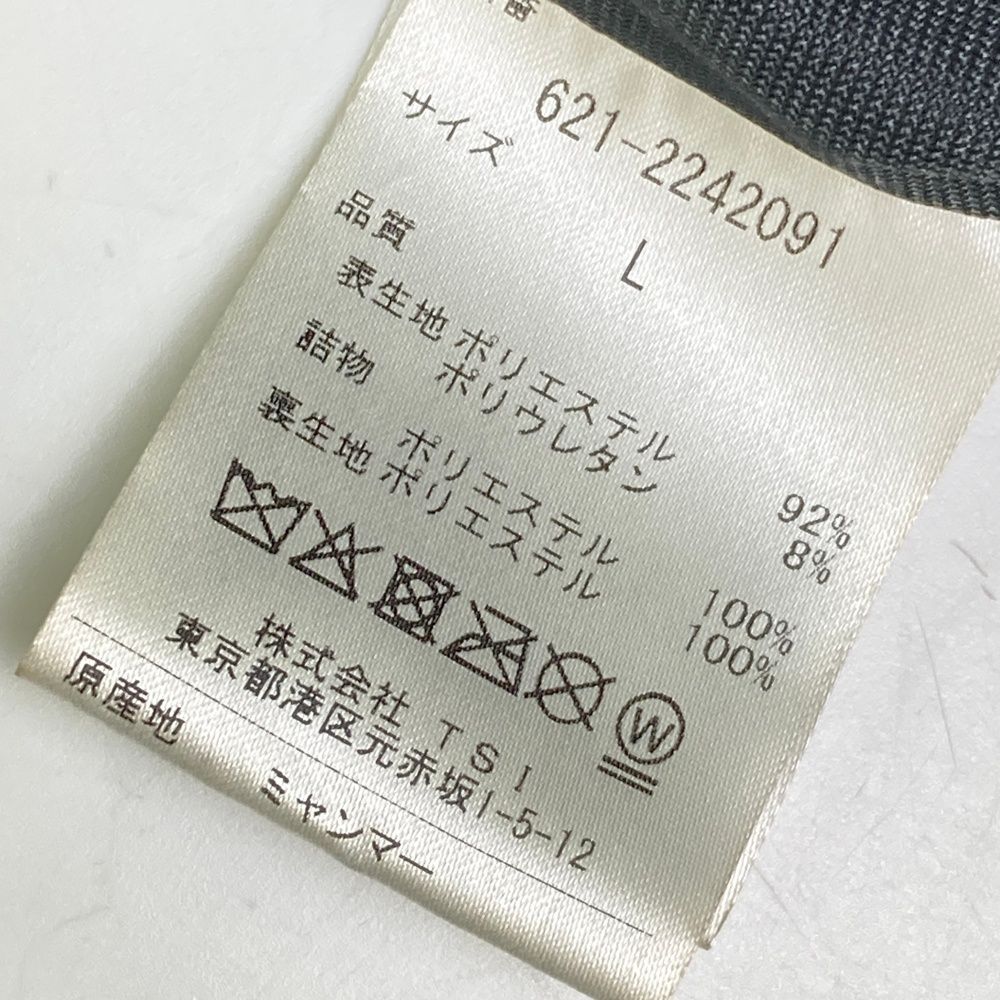 621-2242091
サイズ L
品質
表生地 ポリエステル 92%
ポリウレタン 8%
詰物 ポリエステル 100%
裏生地 ポリエステル 100%
W
株式会社 TSI
東京都港区元赤坂1-5-12
原産地 ミャンマー